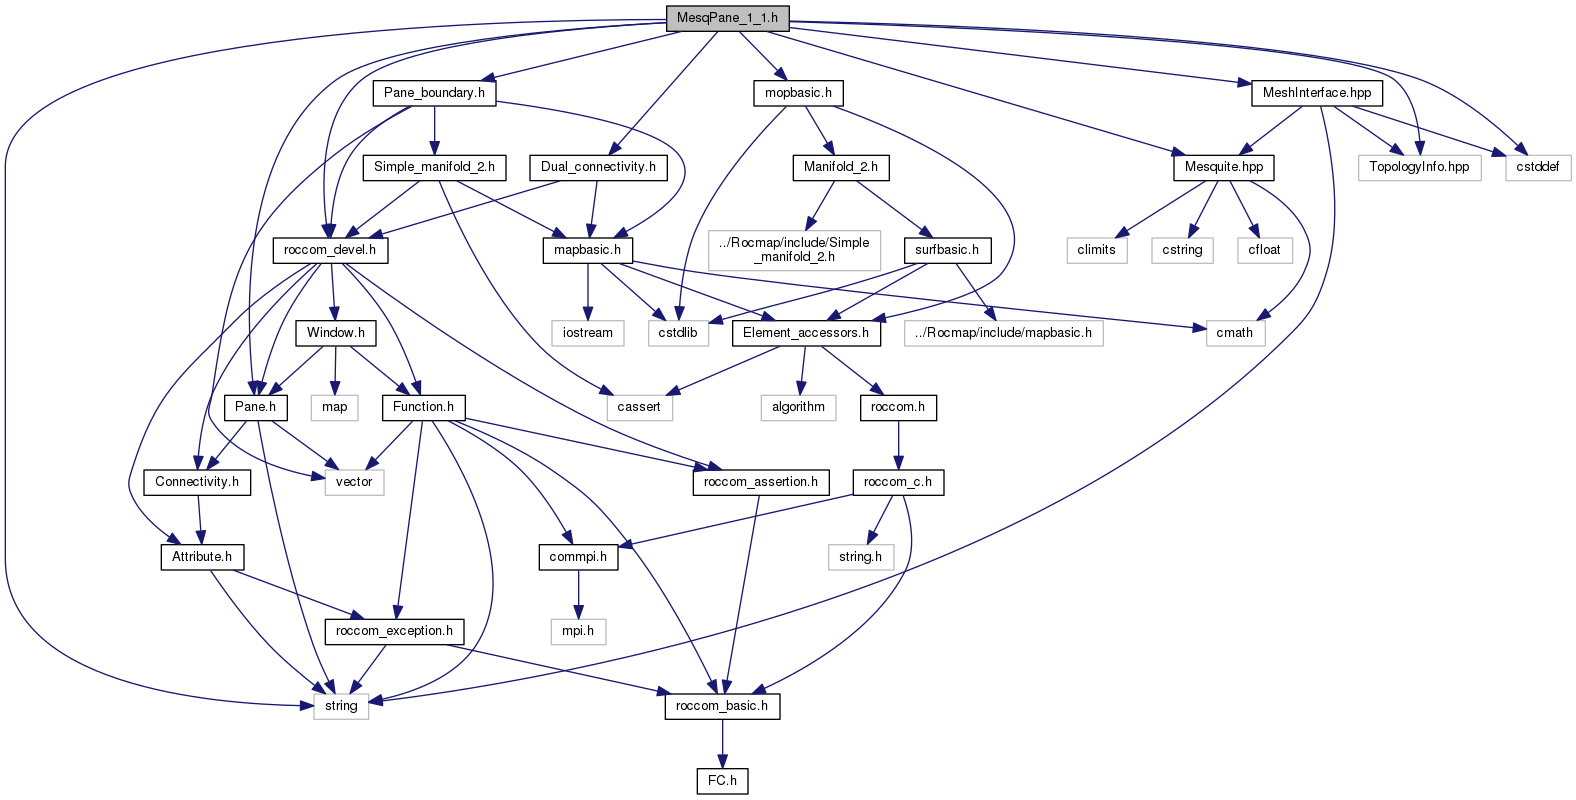 MesqPane_1_1.h
Pane_boundary.h
mopbasic.h
MeshInterface.hpp
Simple_manifold_2.h
Dual_connectivity.h
Manifold_2.h
Mesquite.hpp
TopologyInfo.hpp
cstddef
roccom_devel.h
mapbasic.h
../Rocmap/include/Simple
_manifold_2.h
surfbasic.h
climits
cstring
cfloat
Window.h
iostream
cstdlib
Element_accessors.h
../Rocmap/include/mapbasic.h
cmath
Pane.h
map
Function.h
cassert
algorithm
roccom.h
Connectivity.h
vector
roccom_assertion.h
roccom_c.h
Attribute.h
commpi.h
string.h
roccom_exception.h
mpi.h
string
roccom_basic.h
FC.h